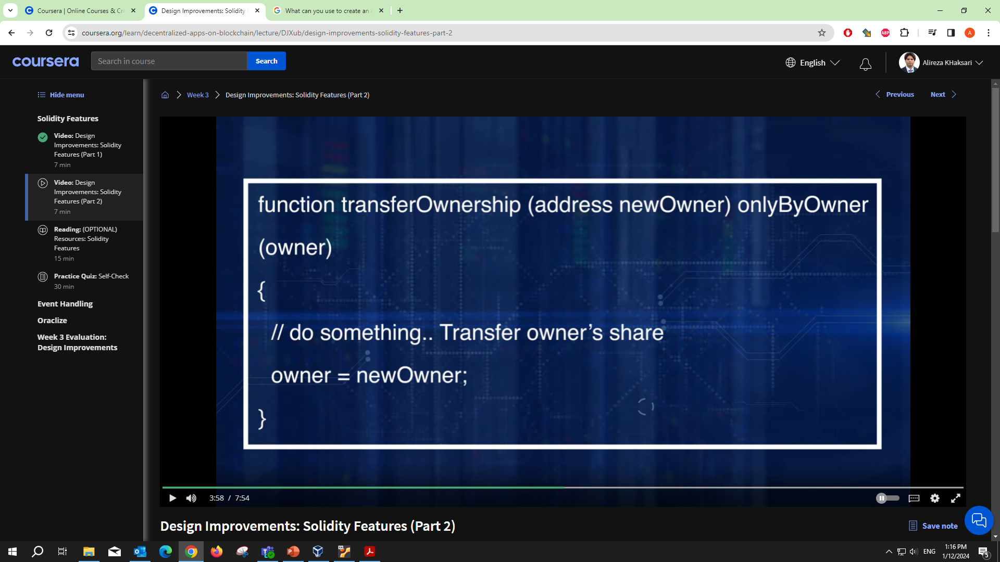 Coursera | Online Courses & Cr
Design Improvements: Solidity
What can you use to create an
coursera.org/learn/decentralized-apps-on-blockchain/lecture/DJXub/design-improvements-solidity-features-part-2
ABP
A
coursera
Search in course
Search
English
Alireza KHaksari
Hide menu
Week 3
Design Improvements: Solidity Features (Part 2)
Previous
Next
Solidity Features
Video: Design
Improvements: Solidity
Features (Part 1)
7 min
Video: Design
Improvements: Solidity
Features (Part 2)
7 min
Reading: (OPTIONAL)
Resources: Solidity
Features
15 min
Practice Quiz: Self-Check
30 min
Event Handling
Oraclize
Week 3 Evaluation:
Design Improvements
function transferOwnership (address newOwner) onlyByOwner
(owner)
{
// do something.. Transfer owner’s share
owner = newOwner;
}
3:58 / 7:54
Design Improvements: Solidity Features (Part 2)
Save note
ENG
1:16 PM
1/12/2024
5